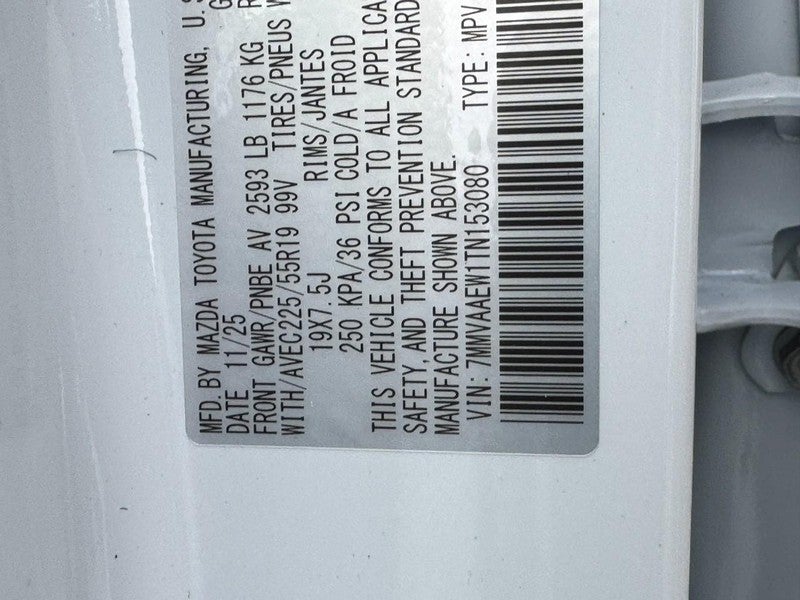 MFD. BY MAZDA TOYOTA MANUFACTURING, U.S
DATE 11/25
FRONT GAWR/PNBE AV 2593 LB 1176 KG
WITH/AVEC225/55R19 99V TIRES/PNEUS
19X7.5J RIMS/JANTES
250 KPA/36 PSI COLD/A FROID
THIS VEHICLE CONFORMS TO ALL APPLICA
SAFETY, AND THEFT PREVENTION STANDARD
MANUFACTURE SHOWN ABOVE.
VIN: 7MMVAAEW1TN153080 TYPE: MPV